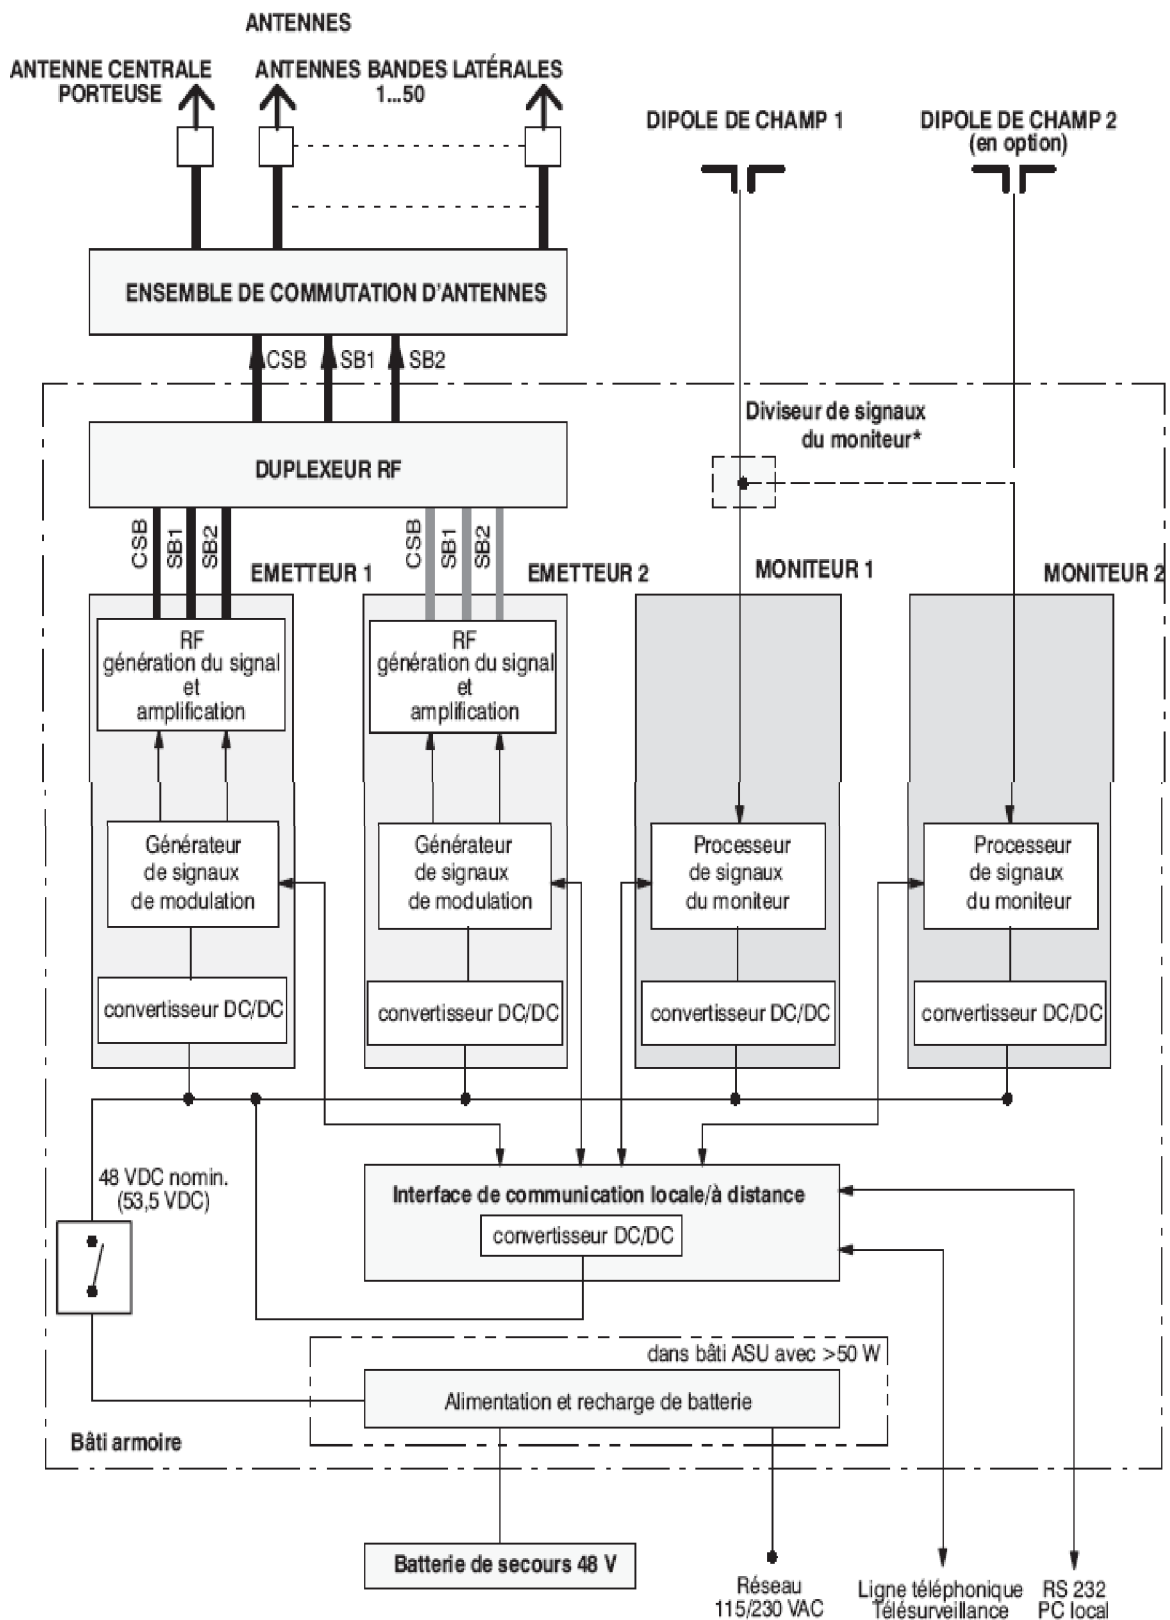 ANTENNES
ANTENNE CENTRALE
PORTEUSE
ANTENNES BANDES LATÉRALES
1...50
DIPOLE DE CHAMP 1
DIPOLE DE CHAMP 2
(en option)
ENSEMBLE DE COMMUTATION D'ANTENNES
CSB
SB1
SB2
Diviseur de signaux
du moniteur*
DUPLEXEUR RF
CSB
SB1
SB2
CSB
SB1
SB2
EMETTEUR 1
EMETTEUR 2
MONITEUR 1
MONITEUR 2
RF
génération du signal
et
amplification
RF
génération du signal
et
amplification
Générateur
de signaux
de modulation
Générateur
de signaux
de modulation
Processeur
de signaux
du moniteur
Processeur
de signaux
du moniteur
convertisseur DC/DC
convertisseur DC/DC
convertisseur DC/DC
convertisseur DC/DC
48 VDC nomin.
(53,5 VDC)
Interface de communication locale/à distance
convertisseur DC/DC
dans bâti ASU avec >50 W
Alimentation et recharge de batterie
Bâti armoire
Batterie de secours 48 V
Réseau
115/230 VAC
Ligne téléphonique
Télésurveillance
RS 232
PC local